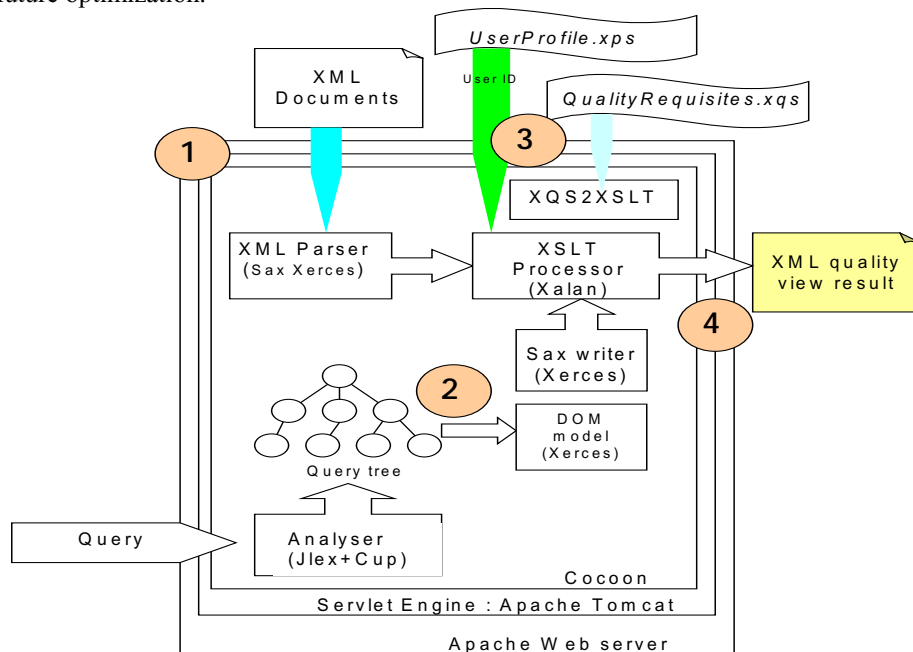 future optimization.
UserProfile.xps
XML
Documents
User ID
QualityRequisites.xqs
1
3
XQS2XSLT
XML Parser
(Sax Xerces)
XSLT
Processor
(Xalan)
XML quality
view result
4
Sax writer
(Xerces)
2
DOM
model
(Xerces)
Query tree
Query
Analyser
(Jlex+Cup)
Cocoon
Servlet Engine : Apache Tomcat
Apache Web server